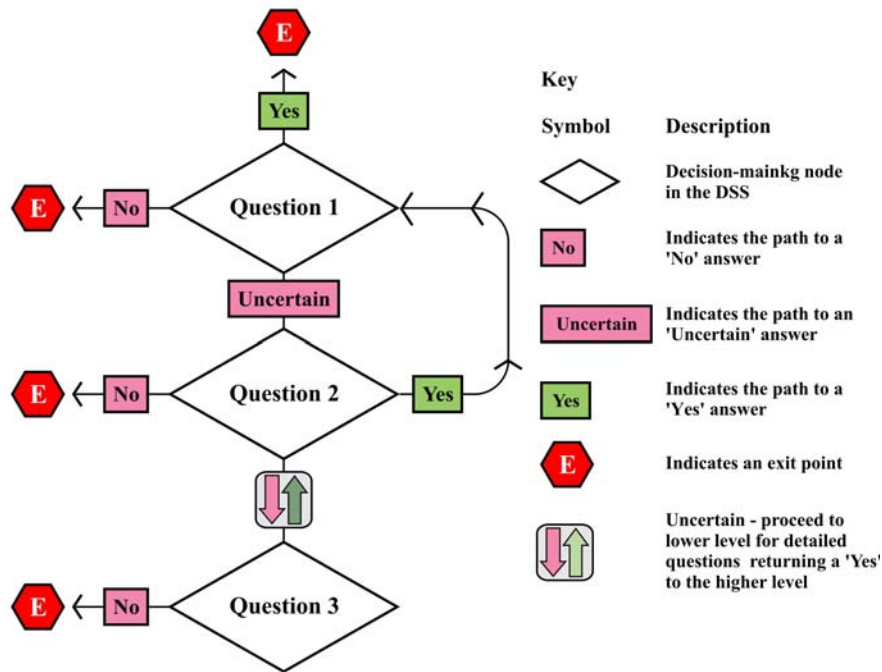 E
Yes
E
No
Question 1
Uncertain
E
No
Question 2
Yes
E
No
Question 3
Key
Symbol
Description
Decision-mainkg node
in the DSS
No
Indicates the path to a
'No' answer
Uncertain
Indicates the path to an
'Uncertain' answer
Yes
Indicates the path to a
'Yes' answer
E
Indicates an exit point
Uncertain - proceed to
lower level for detailed
questions returning a 'Yes'
to the higher level